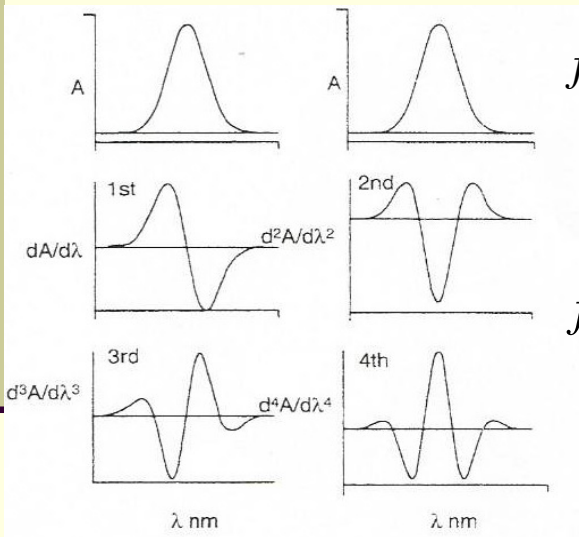 A
A
f
1st
2nd
dA/dλ
d²A/dλ²
f
3rd
4th
d³A/dλ³
d⁴A/dλ⁴
λ nm
λ nm